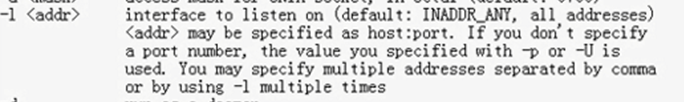 -l <addr> interface to listen on (default: INADDR_ANY, all addresses)
<addr> may be specified as host:port. If you don't specify
a port number, the value you specified with -p or -U is
used. You may specify multiple addresses separated by comma
or by using -l multiple times